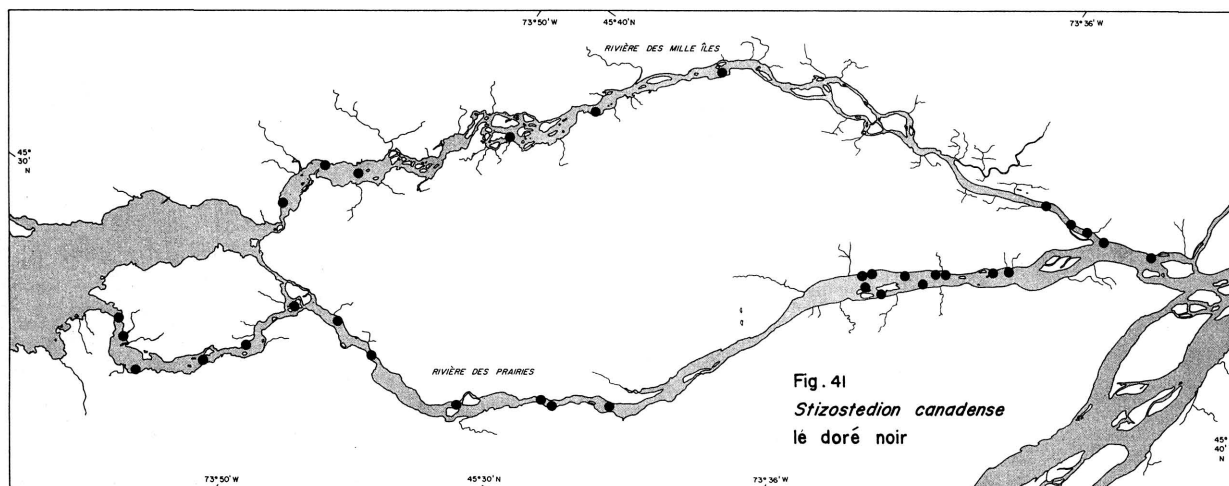 73°50'W
45°40'N
73°36'W
RIVIÈRE DES MILLE ÎLES
45°
30'
N
RIVIÈRE DES PRAIRIES
Fig. 41
Stizostedion canadense
lé doré noir
45°
40'
N
73°50'W
45°30'N
73°36'W